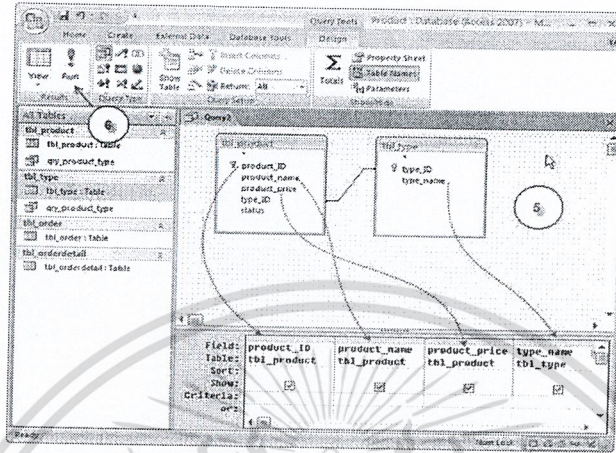 Query Tools Product : Database (Access 2007) - M...
Home Create External Data Database Tools Design
View
Run
Show Table
Insert Columns
Delete Columns
Return: All
Totals
Property Sheet
Table Names
Parameters
Results Query Type Query Setup Show/Hide
All Tables
6
Query2
tbl_product
tbl_product : Table
qry_product_type
tbl_type
tbl_type : Table
qry_product_type
tbl_order
tbl_order : Table
tbl_orderdetail
tbl_orderdetail : Table
tbl_product
*
product_ID
product_name
product_price
type_ID
status
tbl_type
*
type_ID
type_name
5
Field: product_ID product_name product_price type_name
Table: tbl_product tbl_product tbl_product tbl_type
Sort:
Show:
Criteria:
or:
Ready
Num Lock